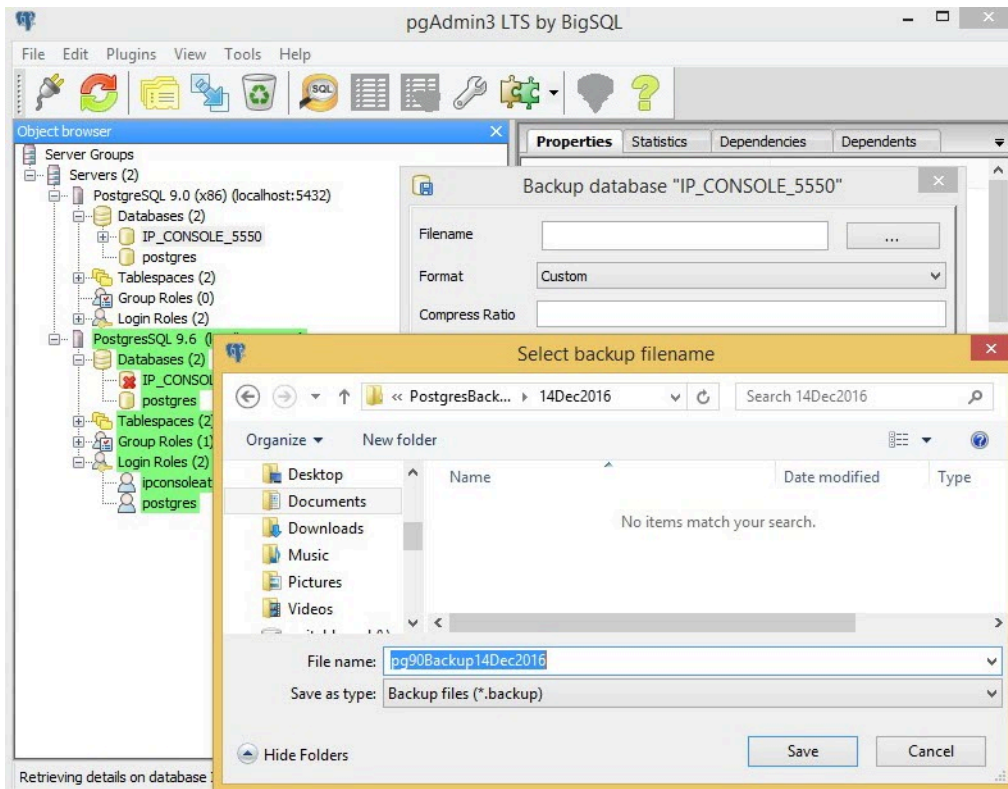 pgAdmin3 LTS by BigSQL
File Edit Plugins View Tools Help
SQL
Object browser
Server Groups
Servers (2)
PostgreSQL 9.0 (x86) (localhost:5432)
Databases (2)
IP_CONSOLE_5550
postgres
Tablespaces (2)
Group Roles (0)
Login Roles (2)
PostgresSQL 9.6
Databases (2)
IP_CONSOL
postgres
Tablespaces (2)
Group Roles (1)
Login Roles (2)
ipconsoleat
postgres
Retrieving details on database
Properties Statistics Dependencies Dependents
Backup database "IP_CONSOLE_5550"
Filename ...
Format Custom
Compress Ratio
Select backup filename
« PostgresBack... 14Dec2016 Search 14Dec2016
Organize New folder
Desktop
Documents
Downloads
Music
Pictures
Videos
Name Date modified Type
No items match your search.
File name: pg90Backup14Dec2016
Save as type: Backup files (*.backup)
Hide Folders Save Cancel